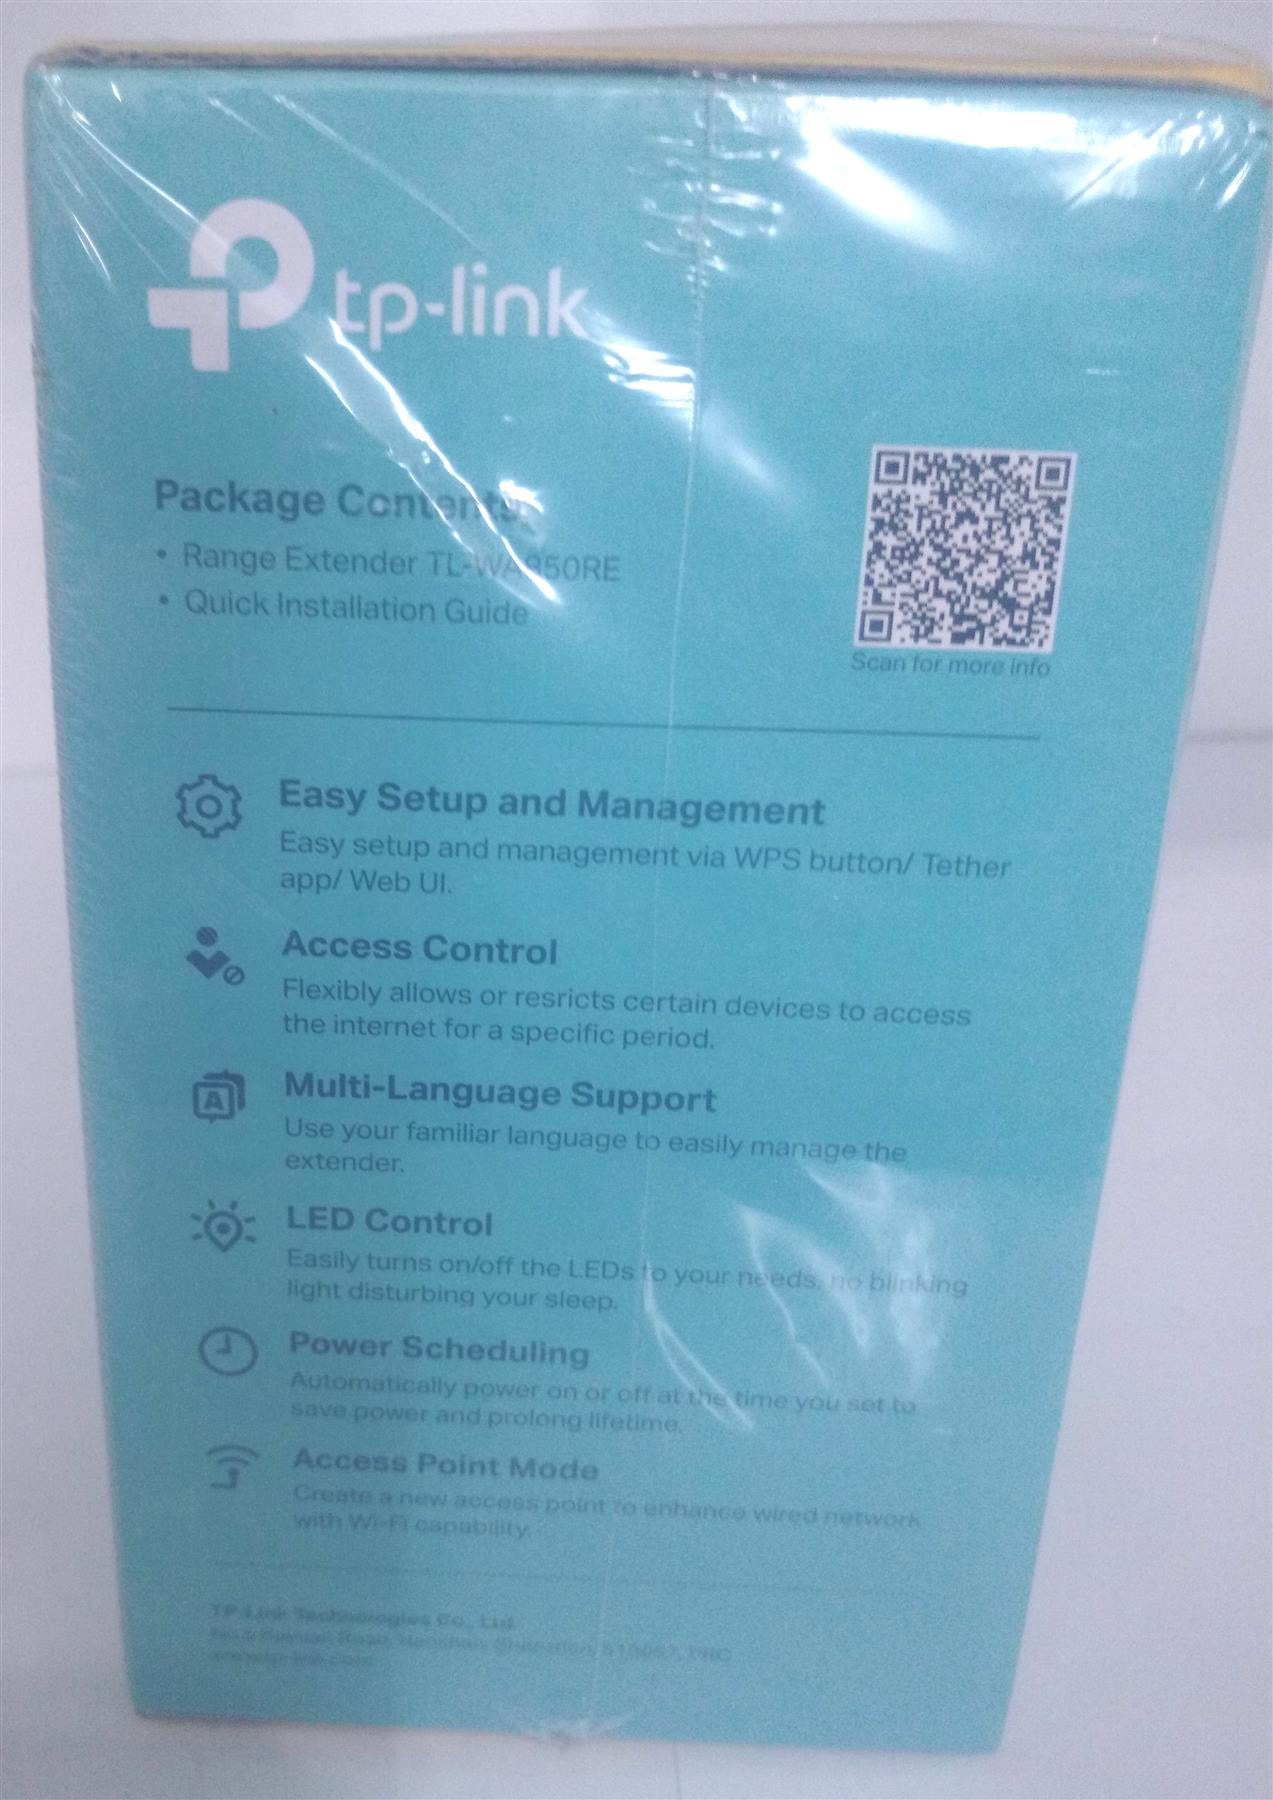 tp-link
Package Contents
• Range Extender TL-WA850RE
• Quick Installation Guide
Scan for more info
Easy Setup and Management
Easy setup and management via WPS button/ Tether
app/ Web UI.
Access Control
Flexibly allows or resricts certain devices to access
the internet for a specific period.
A
Multi-Language Support
Use your familiar language to easily manage the
extender.
LED Control
Easily turns on/off the LEDs to your needs, no blinking
light disturbing your sleep.
Power Scheduling
Automatically power on or off at the time you set to
save power and prolong lifetime.
Access Point Mode
Create a new access point to enhance wired network
with Wi-Fi capability.
TP-Link Technologies Co., Ltd.